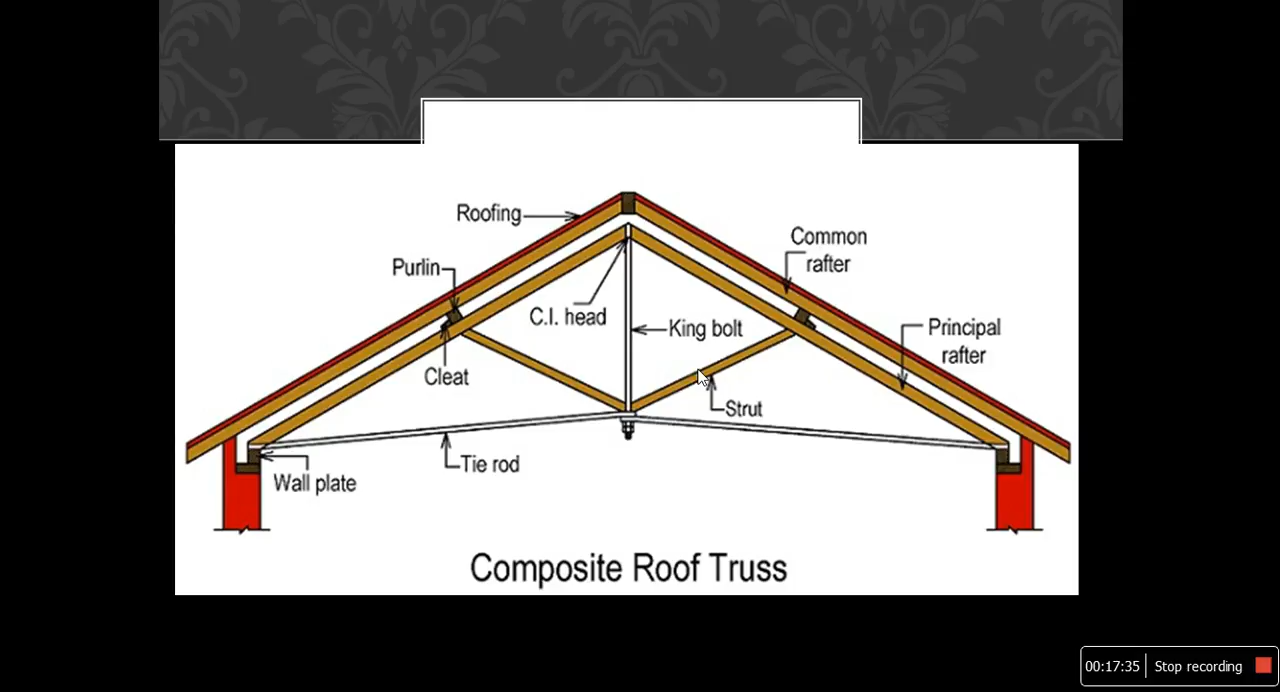 Roofing
Common
rafter
Purlin
C.I. head
King bolt
Principal
rafter
Cleat
Strut
Tie rod
Wall plate
Composite Roof Truss
00:17:35 Stop recording